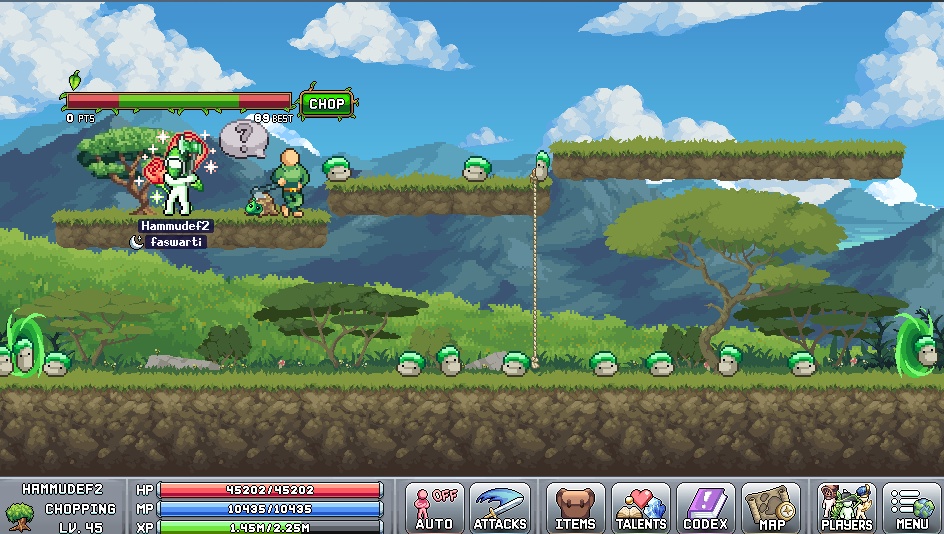 CHOP
0 PTS
89 BEST
?
Hammudef2
faswarti
HAMMUDEF2
CHOPPING
LV. 45
HP 45202/45202
MP 10435/10435
XP 1.45M/2.25M
OFF
AUTO
ATTACKS
ITEMS
TALENTS
CODEX
MAP
PLAYERS
MENU